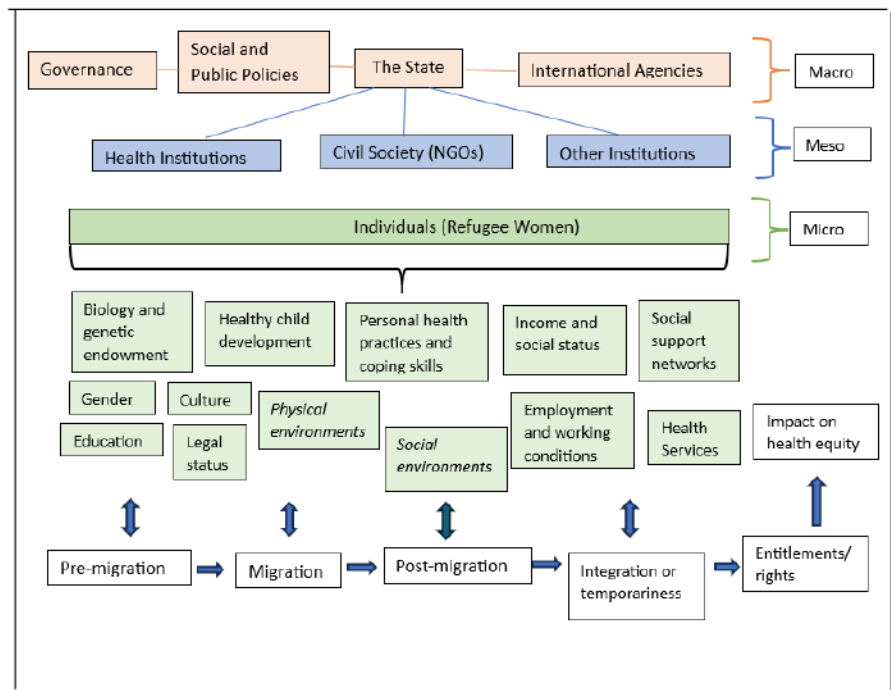 Governance
Social and
Public Policies
The State
International Agencies
Macro
Health Institutions
Civil Society (NGOs)
Other Institutions
Meso
Individuals (Refugee Women)
Micro
Biology and
genetic
endowment
Healthy child
development
Personal health
practices and
coping skills
Income and
social status
Social
support
networks
Gender
Culture
Physical
environments
Employment
and working
conditions
Impact on
health equity
Education
Legal
status
Social
environments
Health
Services
Pre-migration
Migration
Post-migration
Integration or
temporariness
Entitlements/
rights